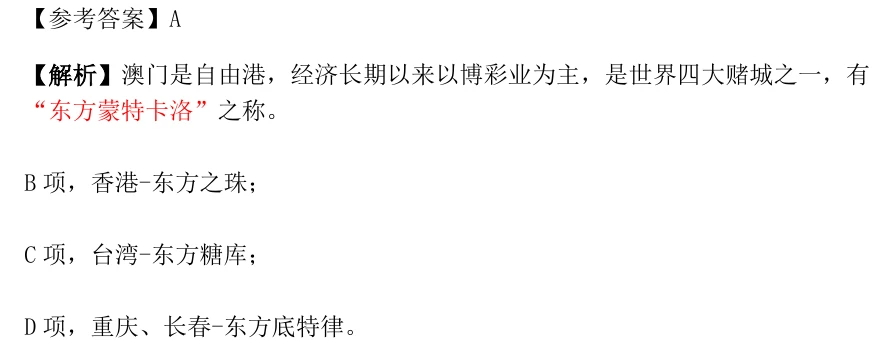 【参考答案】A
【解析】澳门是自由港，经济长期以来以博彩业为主，是世界四大赌城之一，有
“东方蒙特卡洛”之称。
B 项，香港-东方之珠；
C 项，台湾-东方糖库；
D 项，重庆、长春-东方底特律。